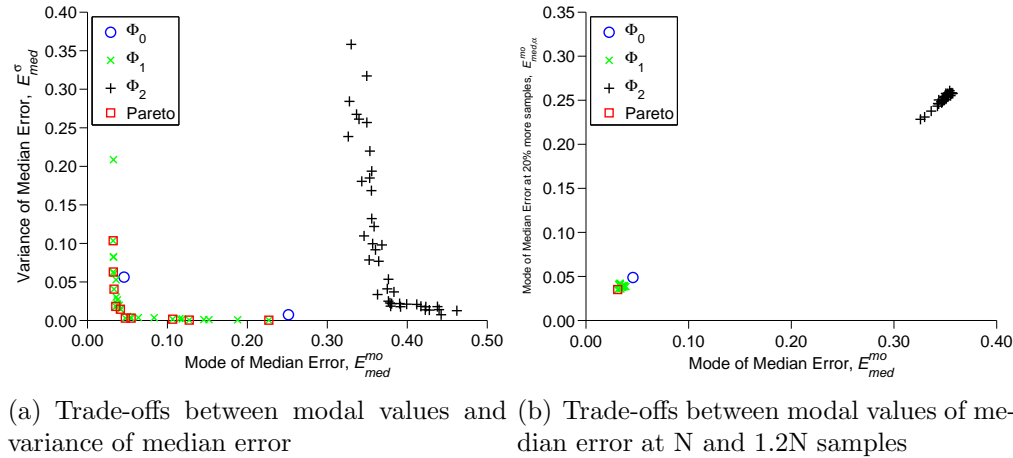 Φ0
Φ1
Φ2
Pareto
0.40
0.35
0.30
0.25
0.20
0.15
0.10
0.05
0.00
Variance of Median Error, E^σ_med
0.00 0.10 0.20 0.30 0.40 0.50
Mode of Median Error, E^mo_med
Φ0
Φ1
Φ2
Pareto
0.35
0.30
0.25
0.20
0.15
0.10
0.05
0.00
Mode of Median Error at 20% more samples, E^mo_med,α
0.00 0.10 0.20 0.30 0.40
Mode of Median Error, E^mo_med
(a) Trade-offs between modal values and
variance of median error
(b) Trade-offs between modal values of me-
dian error at N and 1.2N samples